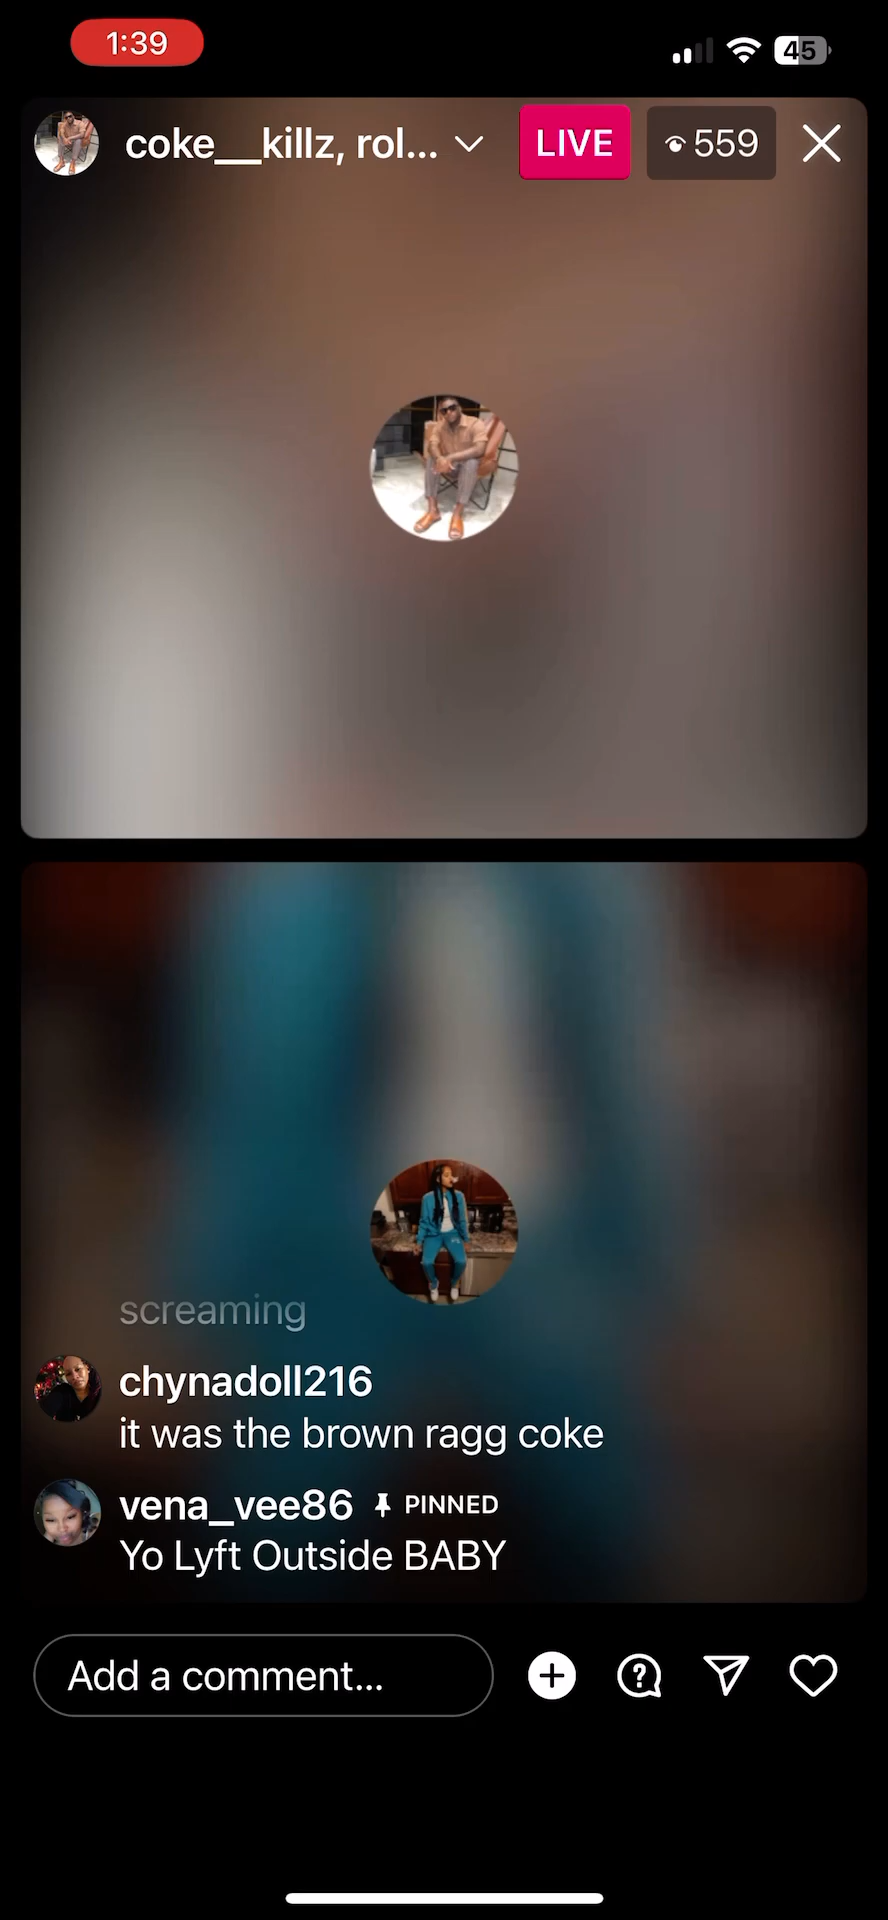 1:39
45
coke__killz, rol...
LIVE
559
screaming
chynadoll216
it was the brown ragg coke
vena_vee86 PINNED
Yo Lyft Outside BABY
Add a comment...